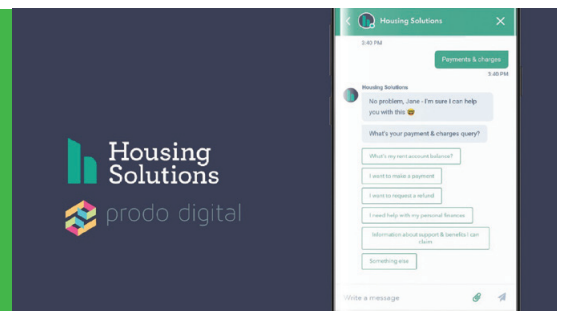 Housing
Solutions
prodo digital
Housing Solutions
3:40 PM
Payments & charges
3:40 PM
Housing Solutions
No problem, Jane - I'm sure I can help
you with this 🤓
What's your payment & charges query?
What's my rent account balance?
I want to make a payment
I want to request a refund
I need help with my personal finances
Information about support & benefits I can
claim
Something else
Write a message